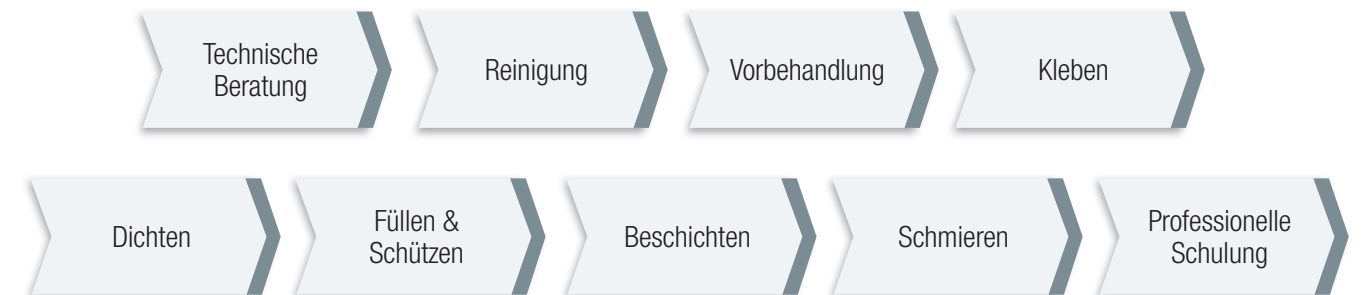 Technische
Beratung
Reinigung
Vorbehandlung
Kleben
Dichten
Füllen &
Schützen
Beschichten
Schmieren
Professionelle
Schulung